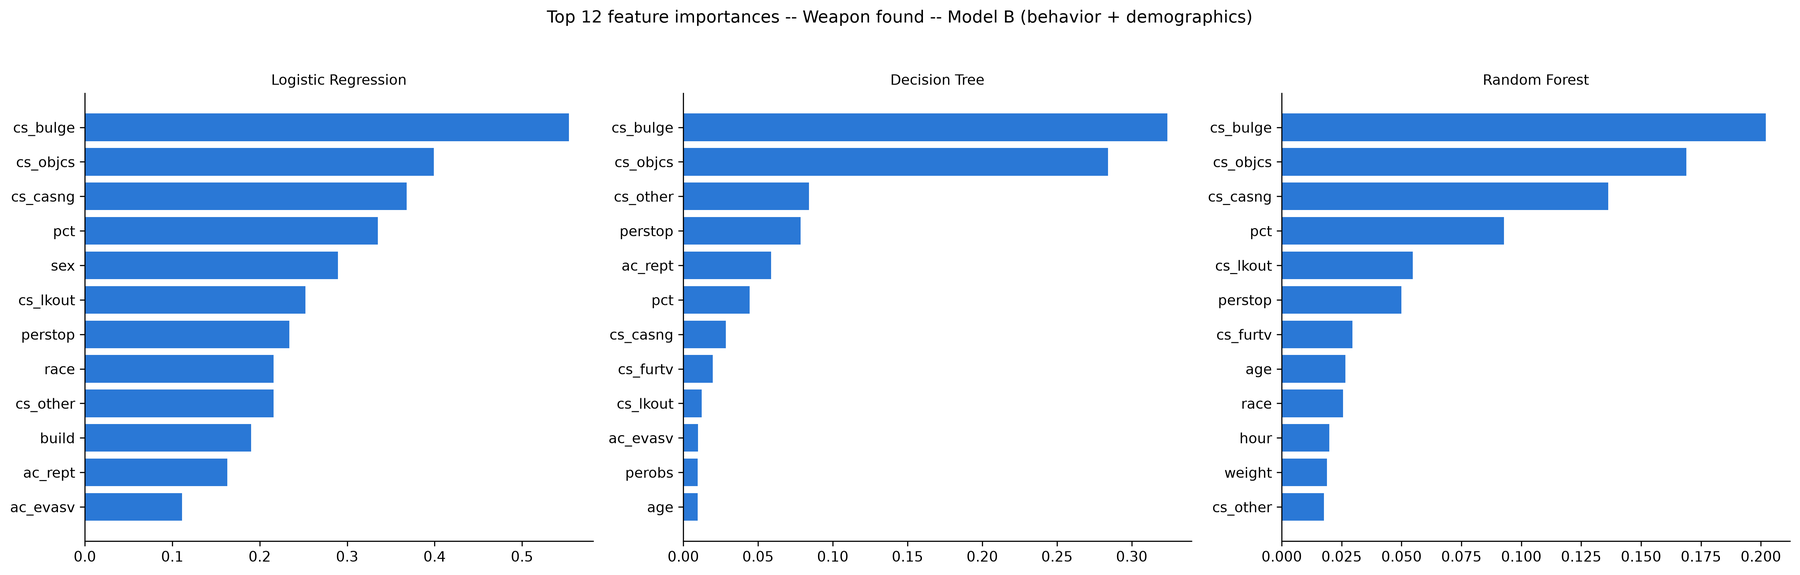 Top 12 feature importances -- Weapon found -- Model B (behavior + demographics)
Logistic Regression
cs_bulge
cs_objcs
cs_casng
pct
sex
cs_lkout
perstop
race
cs_other
build
ac_rept
ac_evasv
0.0 0.1 0.2 0.3 0.4 0.5
Decision Tree
cs_bulge
cs_objcs
cs_other
perstop
ac_rept
pct
cs_casng
cs_furtv
cs_lkout
ac_evasv
perobs
age
0.00 0.05 0.10 0.15 0.20 0.25 0.30
Random Forest
cs_bulge
cs_objcs
cs_casng
pct
cs_lkout
perstop
cs_furtv
age
race
hour
weight
cs_other
0.000 0.025 0.050 0.075 0.100 0.125 0.150 0.175 0.200